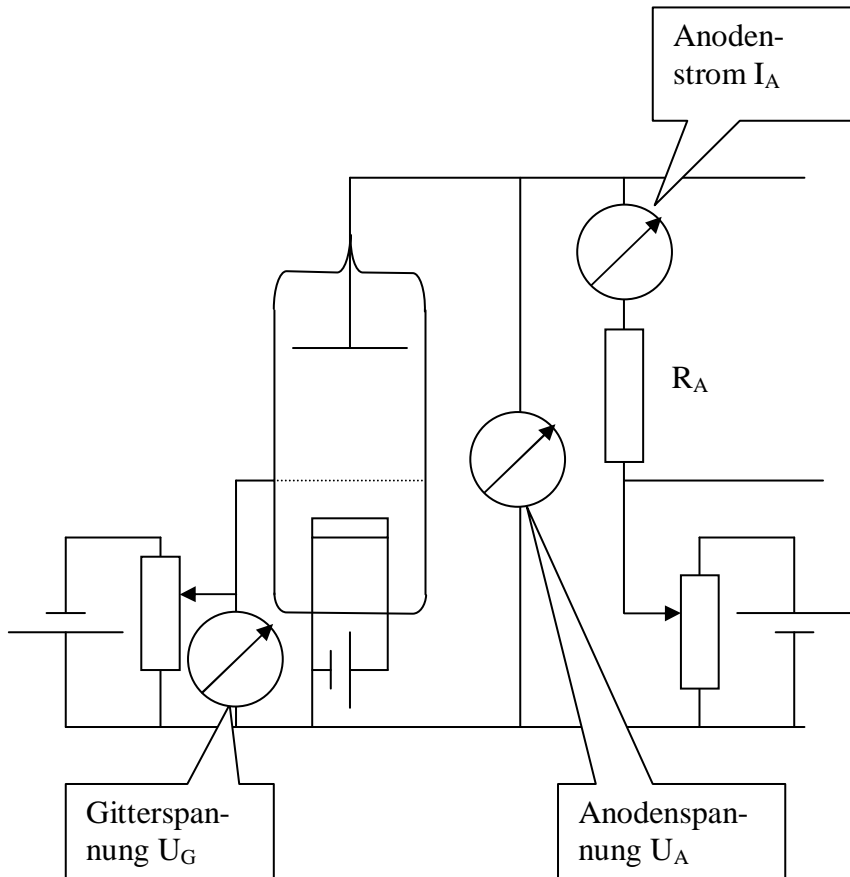 Anoden-
strom I_A
R_A
Gitterspan-
nung U_G
Anodenspan-
nung U_A